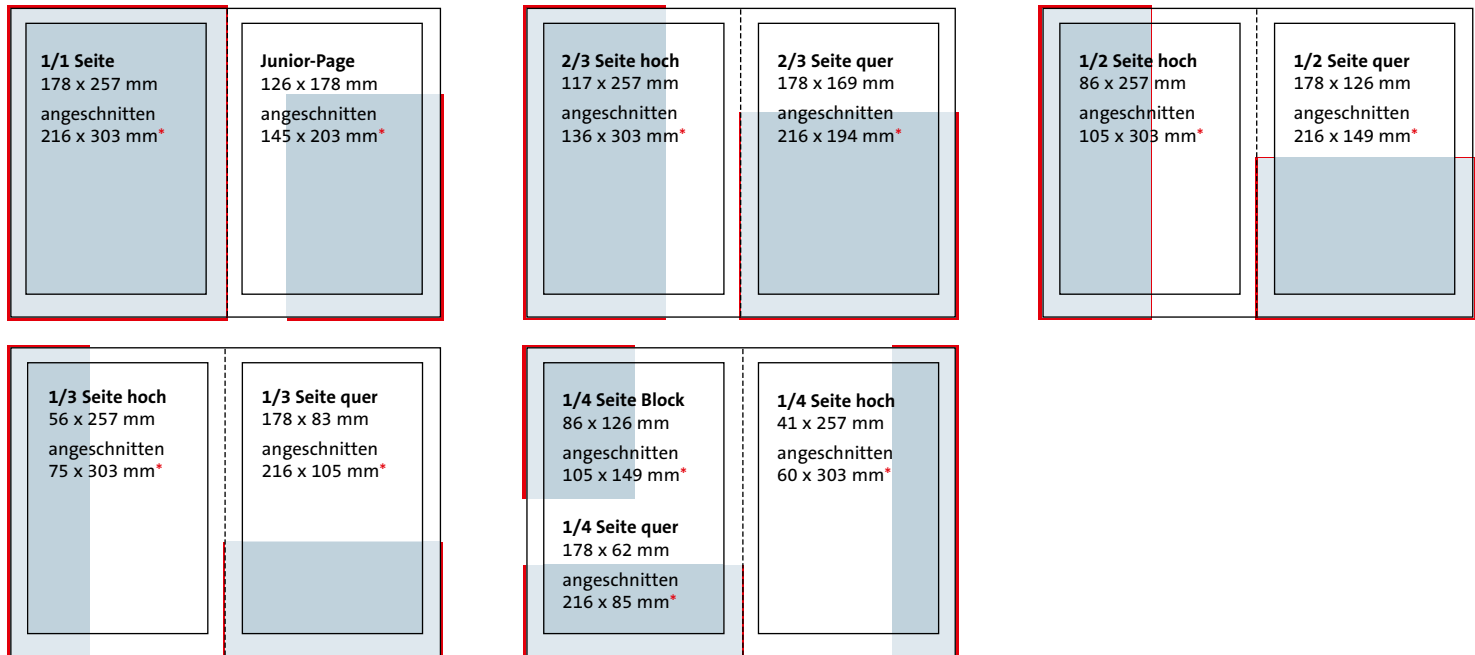 1/1 Seite
178 x 257 mm
angeschnitten
216 x 303 mm*
Junior-Page
126 x 178 mm
angeschnitten
145 x 203 mm*
2/3 Seite hoch
117 x 257 mm
angeschnitten
136 x 303 mm*
2/3 Seite quer
178 x 169 mm
angeschnitten
216 x 194 mm*
1/2 Seite hoch
86 x 257 mm
angeschnitten
105 x 303 mm*
1/2 Seite quer
178 x 126 mm
angeschnitten
216 x 149 mm*
1/3 Seite hoch
56 x 257 mm
angeschnitten
75 x 303 mm*
1/3 Seite quer
178 x 83 mm
angeschnitten
216 x 105 mm*
1/4 Seite Block
86 x 126 mm
angeschnitten
105 x 149 mm*
1/4 Seite quer
178 x 62 mm
angeschnitten
216 x 85 mm*
1/4 Seite hoch
41 x 257 mm
angeschnitten
60 x 303 mm*